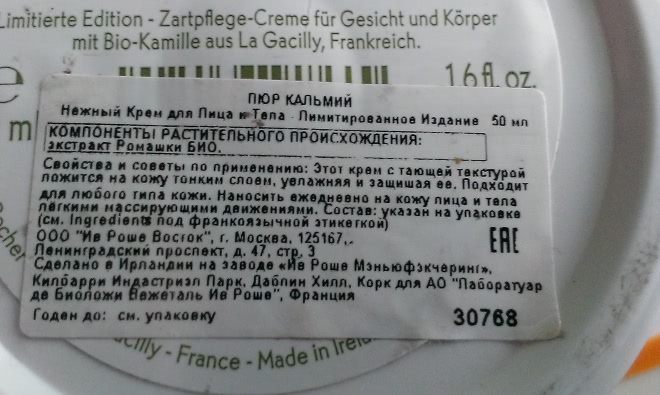 Limitierte Edition - Zartpflege-Creme für Gesicht und Körper
mit Bio-Kamille aus La Gacilly, Frankreich.
e
1.6 fl. oz.
m
ПЮР КАЛЬМИЙ
Нежный Крем для Лица и Тела - Лимитированное Издание 50 мл
КОМПОНЕНТЫ РАСТИТЕЛЬНОГО ПРОИСХОЖДЕНИЯ:
экстракт Ромашки БИО.
Свойства и советы по применению: Этот крем с тающей текстурой
ложится на кожу тонким слоем, увлажняя и защищая ее. Подходит
для любого типа кожи. Наносить ежедневно на кожу лица и тела
лёгкими массирующими движениями. Состав: указан на упаковке
(см. Ingredients под франкоязычной этикеткой)
ООО "Ив Роше Восток", г. Москва, 125167,.
Ленинградский проспект, д. 47, стр. 3
EAC
Сделано в Ирландии на заводе «Ив Роше Мэньюфэкчеринг»,
Килбарри Индастриэл Парк, Даблин Хилл, Корк для АО "Лаборатуар
де Биоложи Вежеталь Ив Роше", Франция
Годен до: см. упаковку
30768
Gacilly - France - Made in Irel